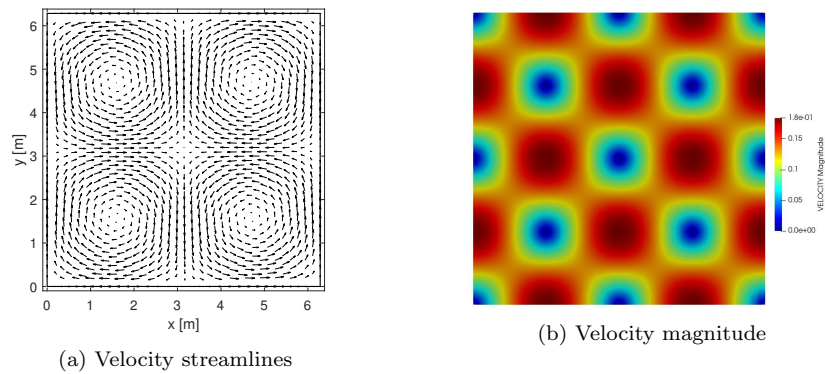 6
5
4
3
2
1
0
y [m]
0 1 2 3 4 5 6
x [m]
(a) Velocity streamlines
1.8e-01
0.15
0.1
0.05
0.0e+00
VELOCITY Magnitude
(b) Velocity magnitude